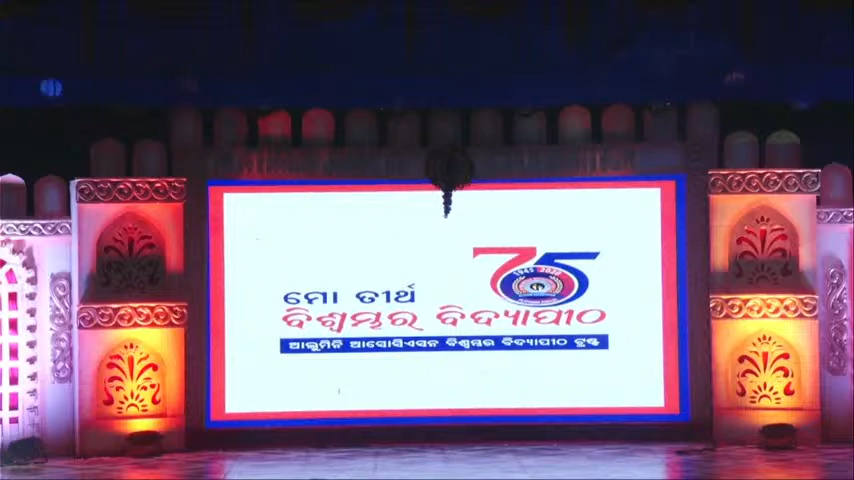 75
ମୋ ତୀର୍ଥ
ବିଶ୍ୱମ୍ଭର ବିଦ୍ୟାପୀଠ
ଆଲୁମିନି ଆସୋସିଏସନ ବିଶ୍ୱମ୍ଭର ବିଦ୍ୟାପୀଠ ଟ୍ରଷ୍ଟ